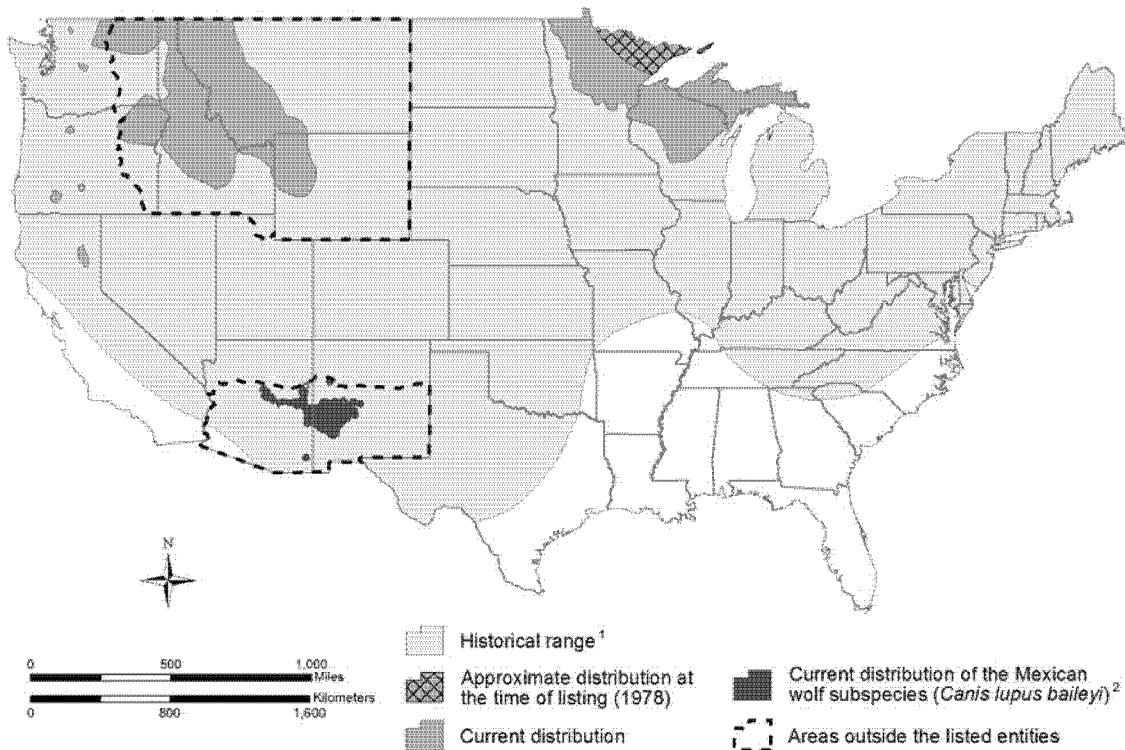 N
0 500 1,000
Miles
Kilometers
0 800 1,600
Historical range 1
Approximate distribution at
the time of listing (1978)
Current distribution
Current distribution of the Mexican
wolf subspecies (Canis lupus baileyi) 2
Areas outside the listed entities